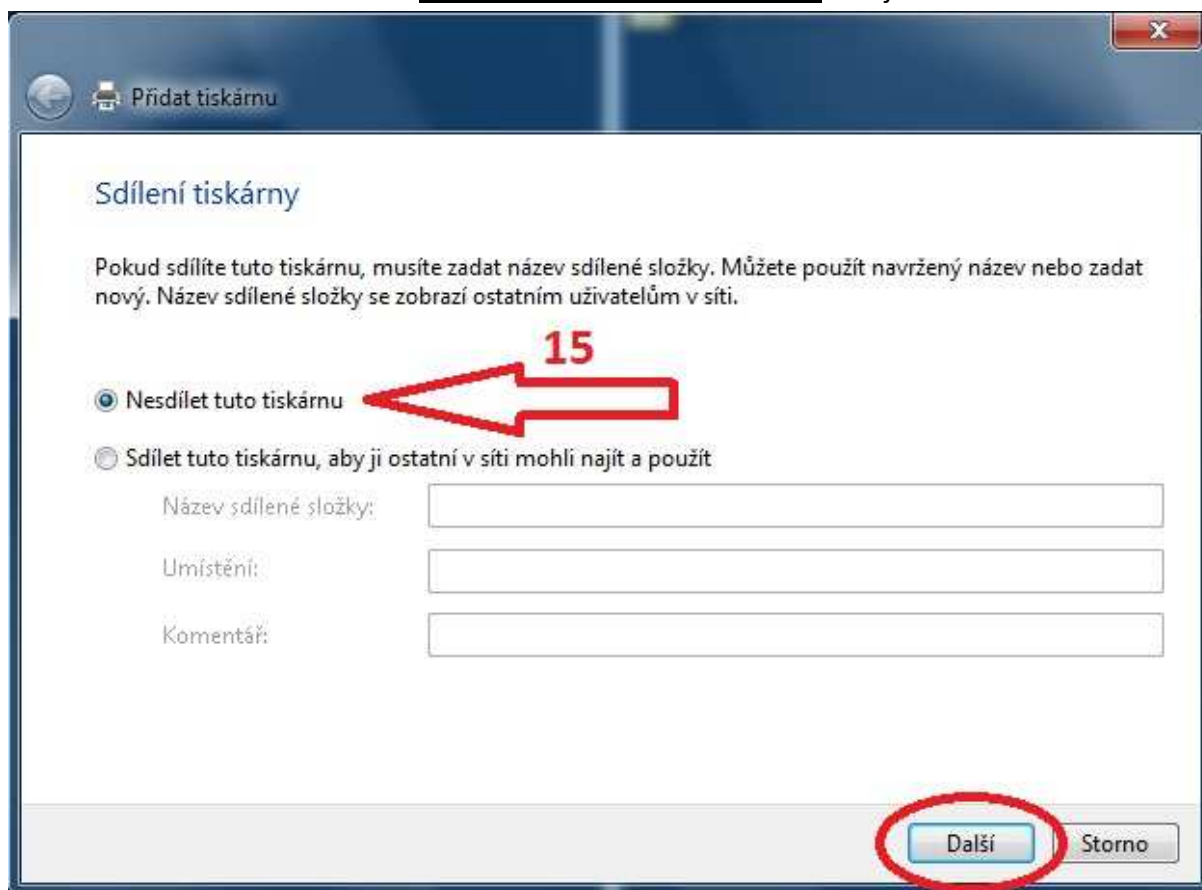 Přidat tiskárnu
Sdílení tiskárny
Pokud sdílíte tuto tiskárnu, musíte zadat název sdílené složky. Můžete použít navržený název nebo zadat
nový. Název sdílené složky se zobrazí ostatním uživatelům v síti.
15
Nesdílet tuto tiskárnu
Sdílet tuto tiskárnu, aby ji ostatní v síti mohli najít a použít
Název sdílené složky:
Umístění:
Komentář:
Další
Storno